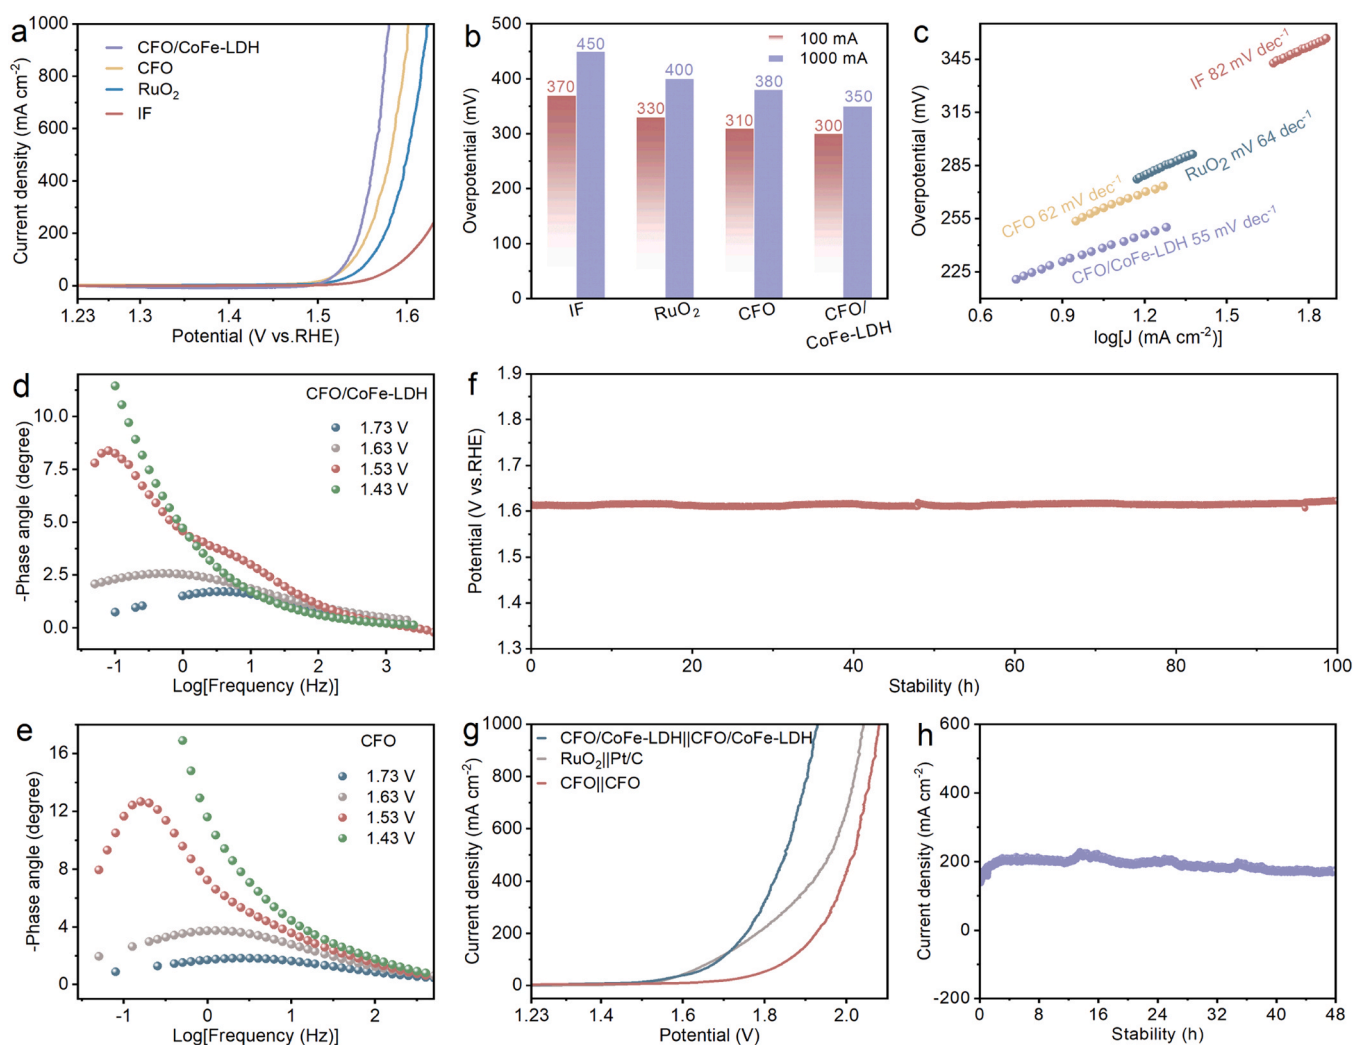 a
Current density (mA cm⁻²)
1000
800
600
400
200
0
CFO/CoFe-LDH
CFO
RuO₂
IF
1.23
1.3
1.4
1.5
1.6
Potential (V vs.RHE)
b
Overpotential (mV)
500
400
300
200
100
0
100 mA
1000 mA
370
450
330
400
310
380
300
350
IF
RuO₂
CFO
CFO/
CoFe-LDH
c
Overpotential (mV)
345
315
285
255
225
IF 82 mV dec⁻¹
RuO₂ mV 64 dec⁻¹
CFO 62 mV dec⁻¹
CFO/CoFe-LDH 55 mV dec⁻¹
0.6
0.9
1.2
1.5
1.8
log[J (mA cm⁻²)]
d
-Phase angle (degree)
10.0
7.5
5.0
2.5
0.0
CFO/CoFe-LDH
1.73 V
1.63 V
1.53 V
1.43 V
-1
0
1
2
3
Log[Frequency (Hz)]
f
Potential (V vs.RHE)
1.9
1.8
1.7
1.6
1.5
1.4
1.3
0
20
40
60
80
100
Stability (h)
e
-Phase angle (degree)
16
12
8
4
0
CFO
1.73 V
1.63 V
1.53 V
1.43 V
-1
0
1
2
Log[Frequency (Hz)]
g
Current density (mA cm⁻²)
1000
800
600
400
200
0
CFO/CoFe-LDH||CFO/CoFe-LDH
RuO₂||Pt/C
CFO||CFO
1.23
1.4
1.6
1.8
2.0
Potential (V)
h
Current density (mA cm⁻²)
600
400
200
0
-200
0
8
16
24
32
40
48
Stability (h)